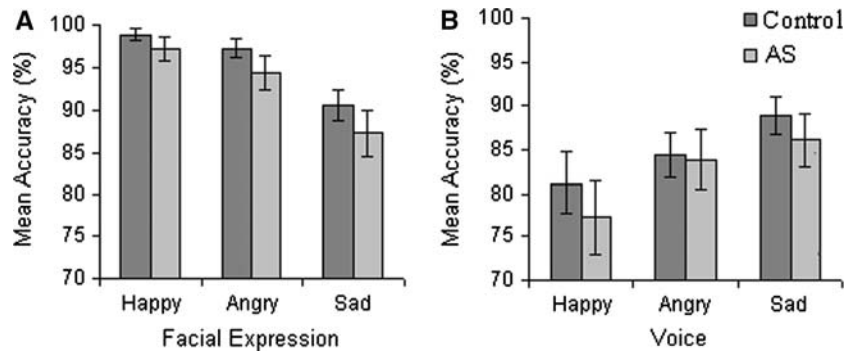 A
Mean Accuracy (%)
100
95
90
85
80
75
70
Happy Angry Sad
Facial Expression
B
Mean Accuracy (%)
100
95
90
85
80
75
70
Control
AS
Happy Angry Sad
Voice